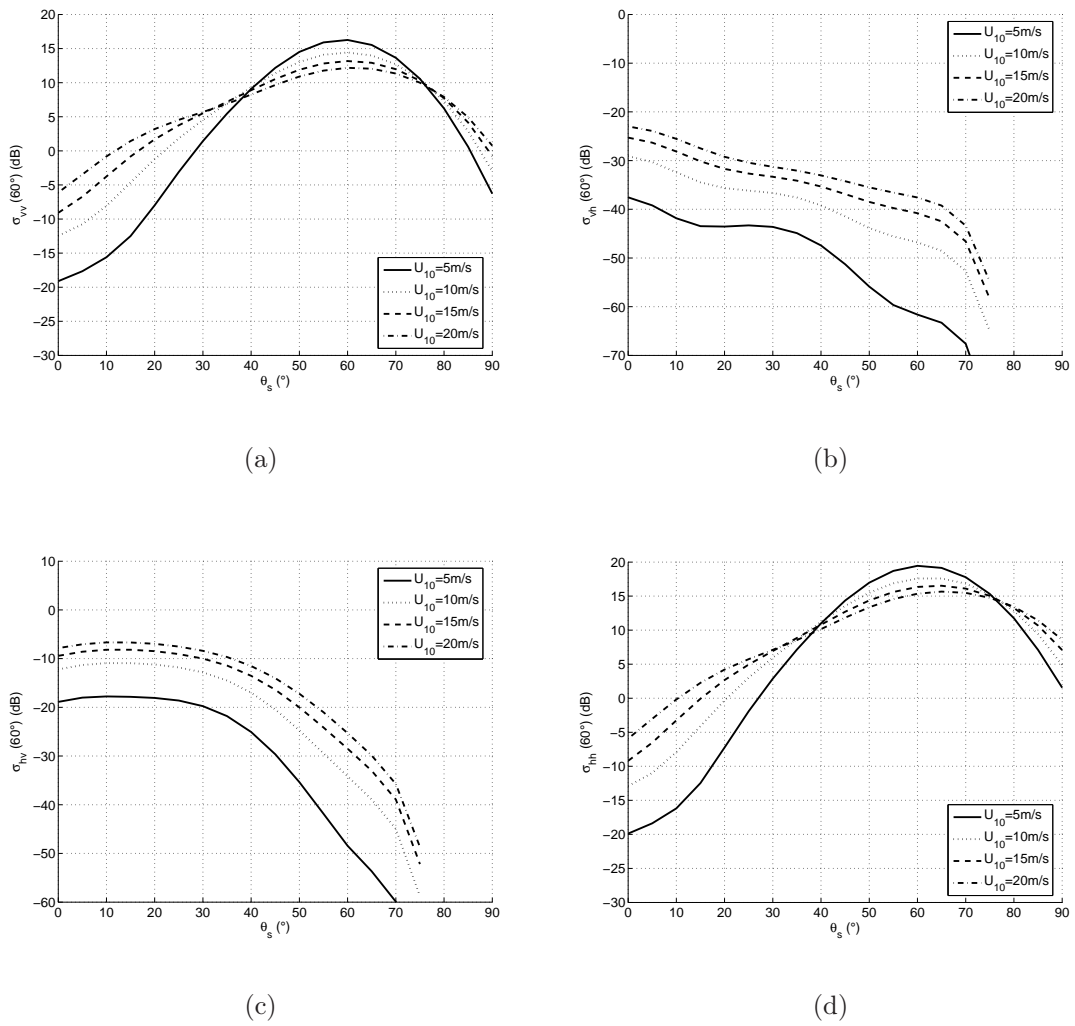 20
15
10
5
0
−5
−10
−15
−20
−25
−30
σvv (60°) (dB)
0 10 20 30 40 50 60 70 80 90
θs (°)
U10=5m/s
U10=10m/s
U10=15m/s
U10=20m/s
(a)
0
−10
−20
−30
−40
−50
−60
−70
σvh (60°) (dB)
0 10 20 30 40 50 60 70 80 90
θs (°)
U10=5m/s
U10=10m/s
U10=15m/s
U10=20m/s
(b)
10
0
−10
−20
−30
−40
−50
−60
σhv (60°) (dB)
0 10 20 30 40 50 60 70 80 90
θs (°)
U10=5m/s
U10=10m/s
U10=15m/s
U10=20m/s
(c)
20
15
10
5
0
−5
−10
−15
−20
−25
−30
σhh (60°) (dB)
0 10 20 30 40 50 60 70 80 90
θs (°)
U10=5m/s
U10=10m/s
U10=15m/s
U10=20m/s
(d)